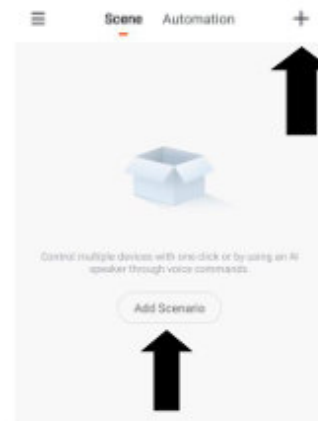 Scene Automation
Control multiple devices with one click or by using an AI
speaker through voice commands.
Add Scenario